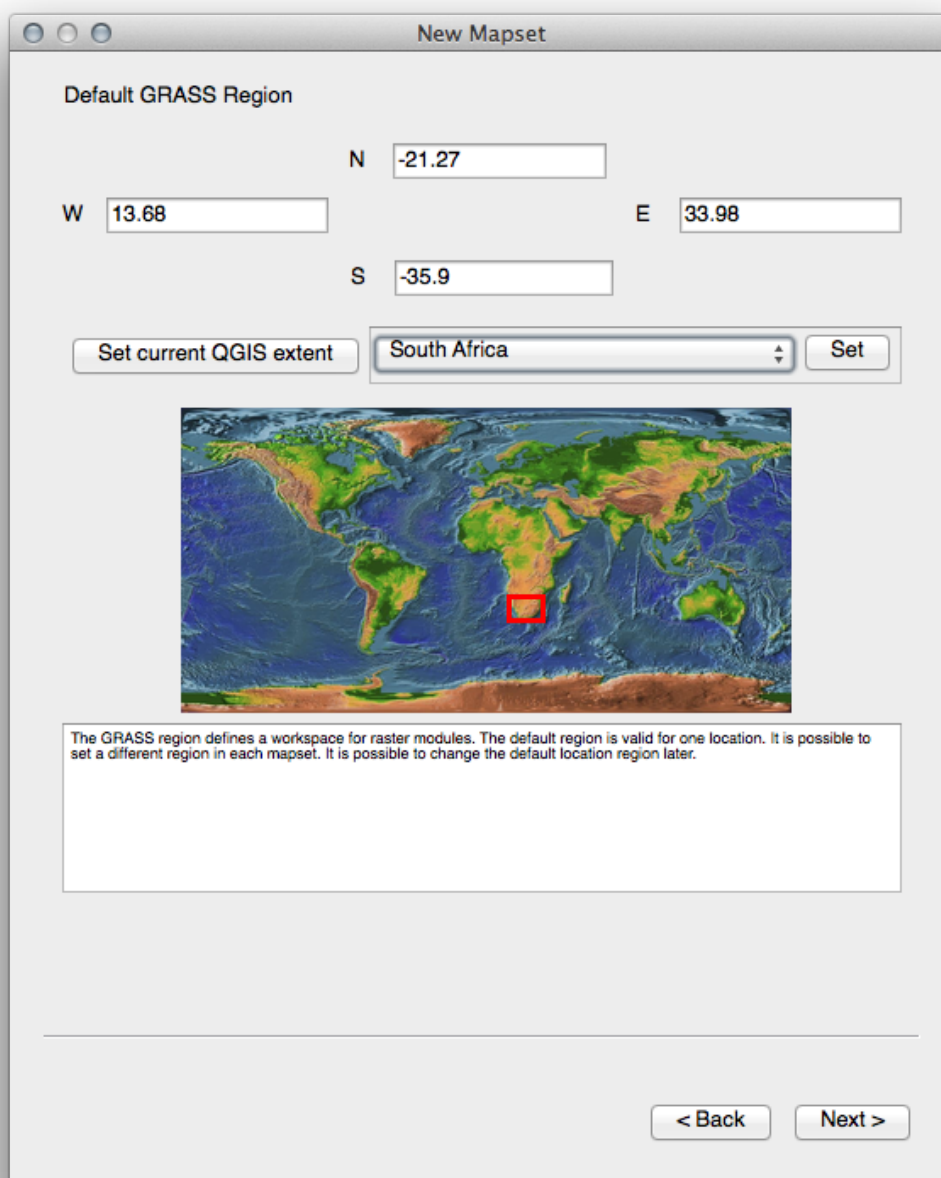 New Mapset
Default GRASS Region
N -21.27
W 13.68 E 33.98
S -35.9
Set current QGIS extent South Africa Set
The GRASS region defines a workspace for raster modules. The default region is valid for one location. It is possible to
set a different region in each mapset. It is possible to change the default location region later.
< Back Next >